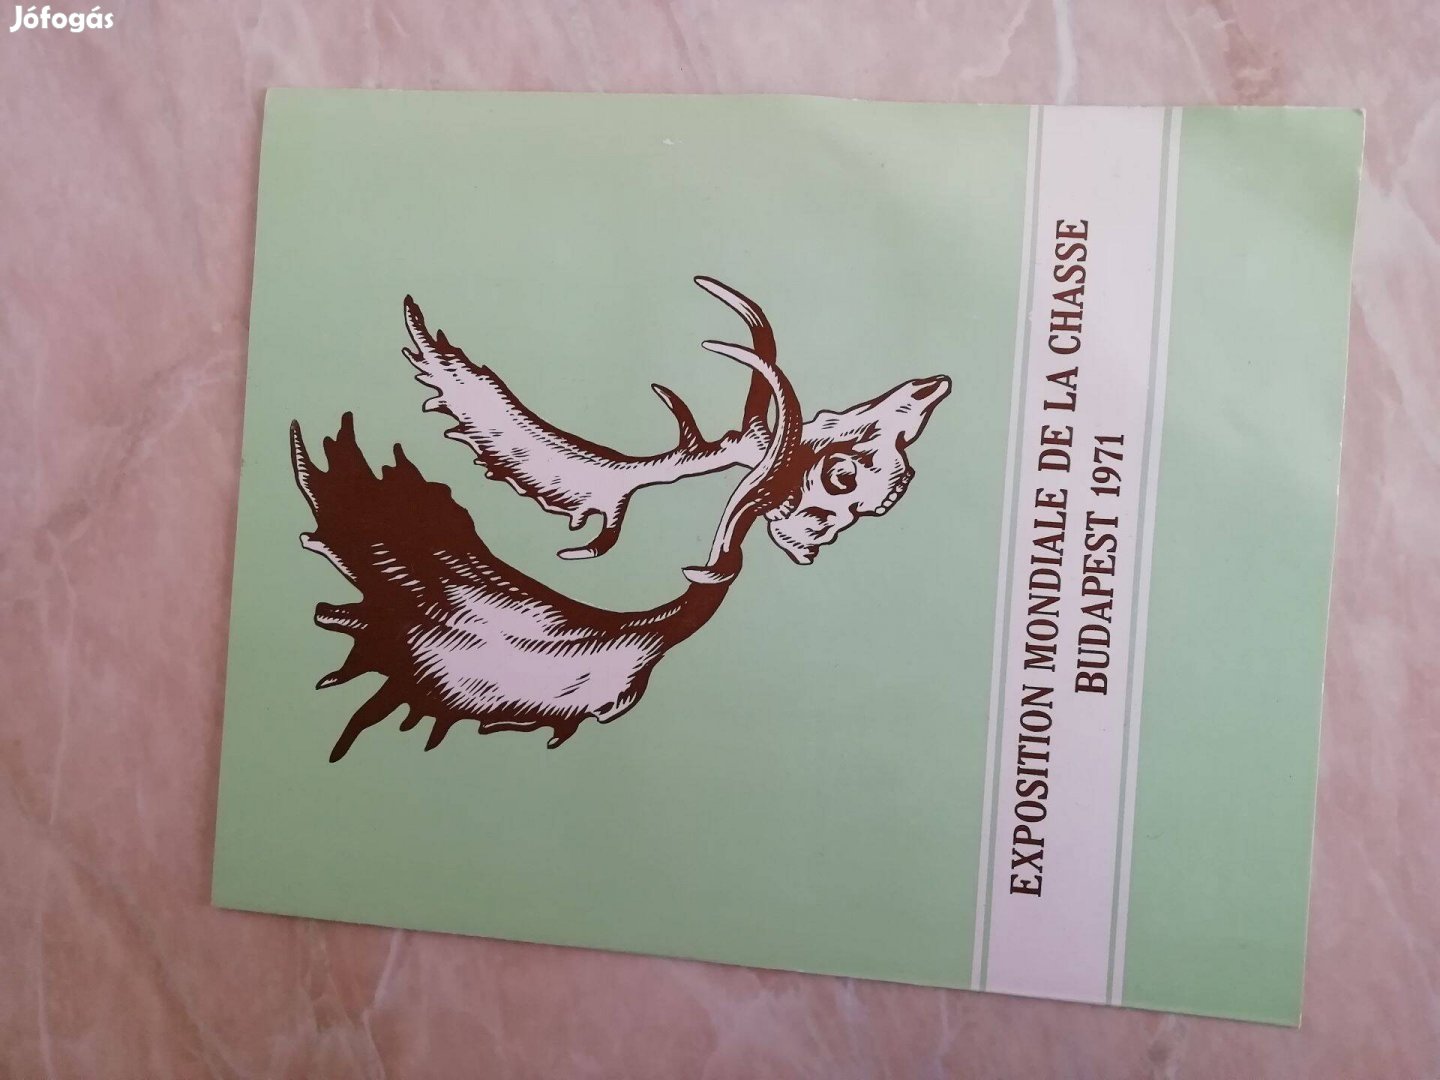 Jófogás
EXPOSITION MONDIALE DE LA CHASSE
BUDAPEST 1971